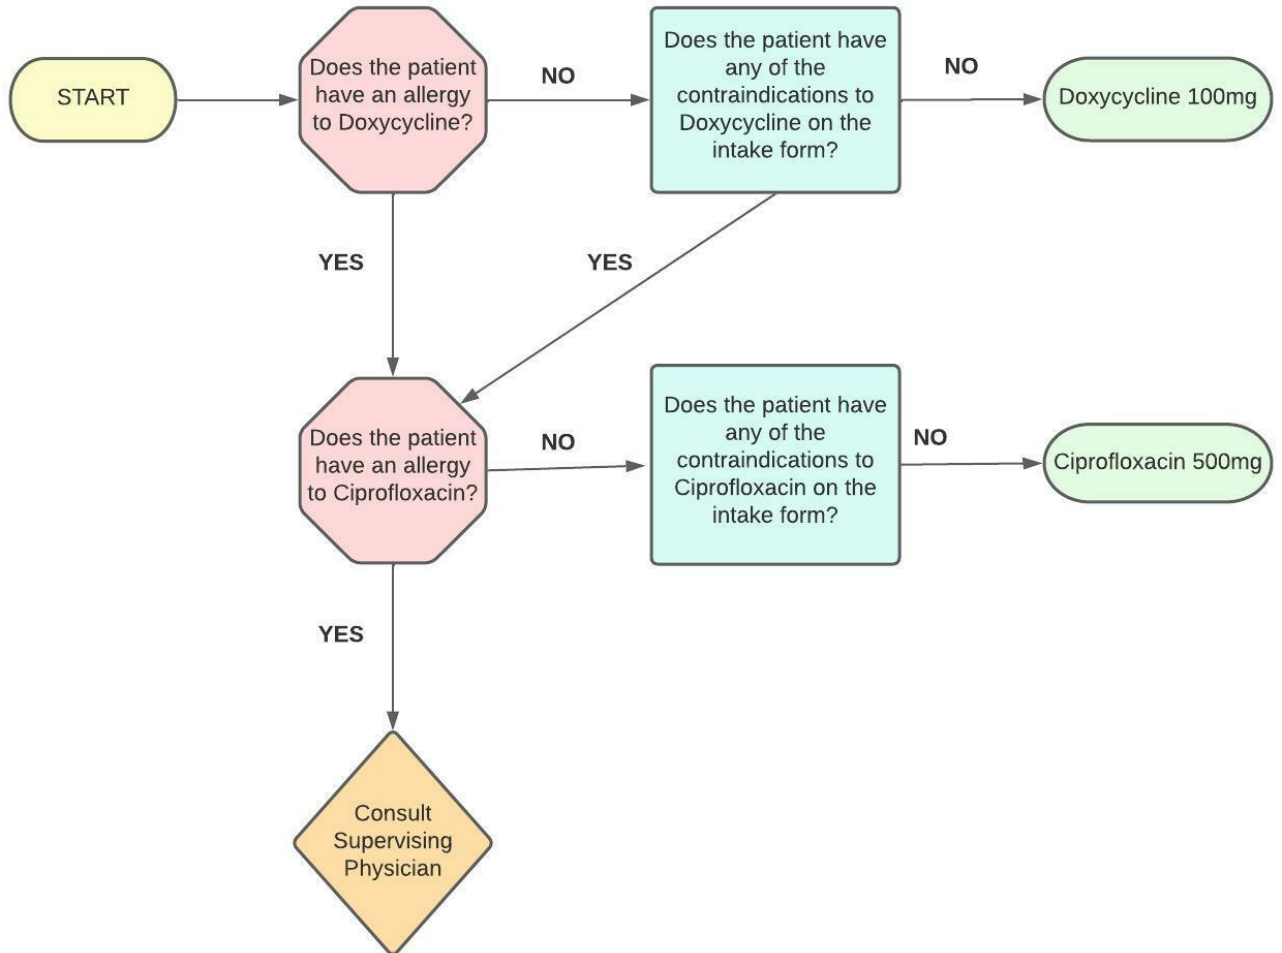 START
Does the patient
have an allergy
to Doxycycline?
NO
Does the patient have
any of the
contraindications to
Doxycycline on the
intake form?
NO
Doxycycline 100mg
YES
YES
Does the patient
have an allergy
to Ciprofloxacin?
NO
Does the patient have
any of the
contraindications to
Ciprofloxacin on the
intake form?
NO
Ciprofloxacin 500mg
YES
Consult
Supervising
Physician